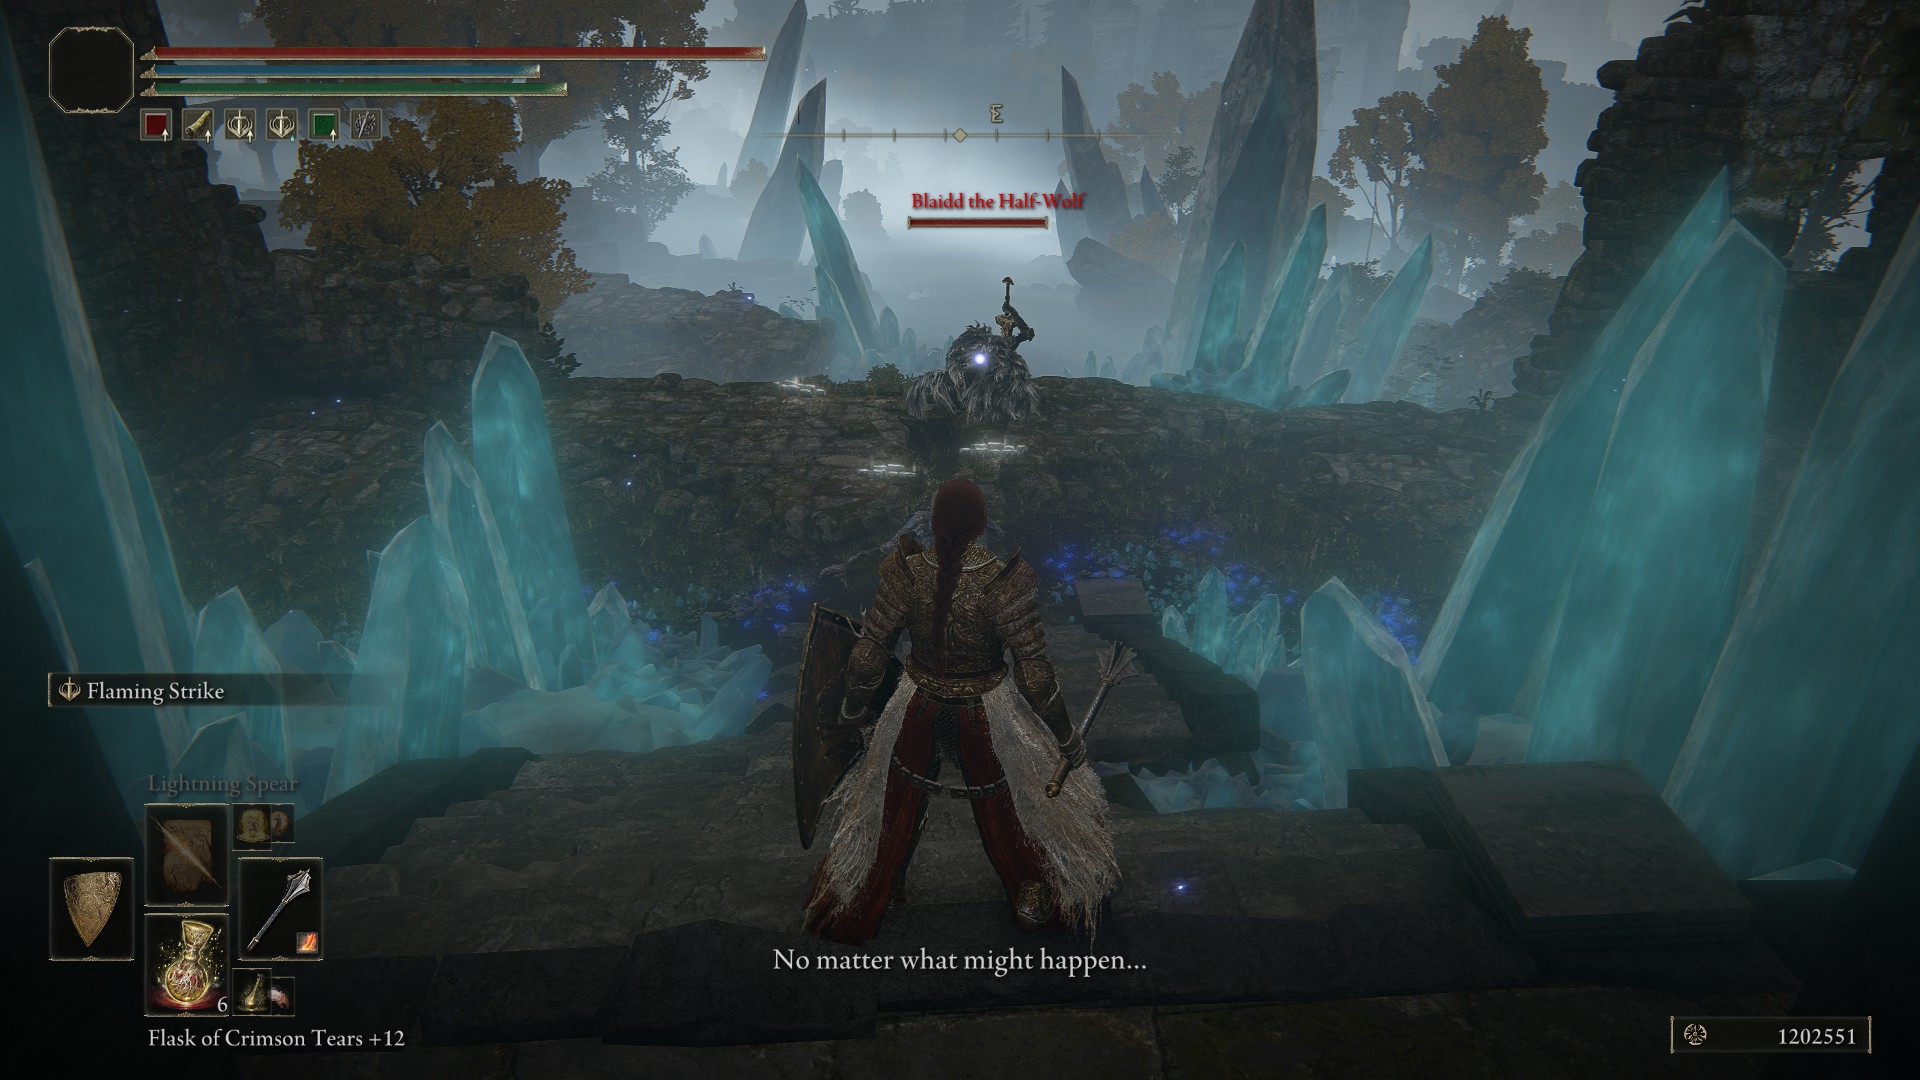 E
Blaidd the Half-Wolf
Flaming Strike
Lightning Spear
6
Flask of Crimson Tears +12
No matter what might happen...
1202551